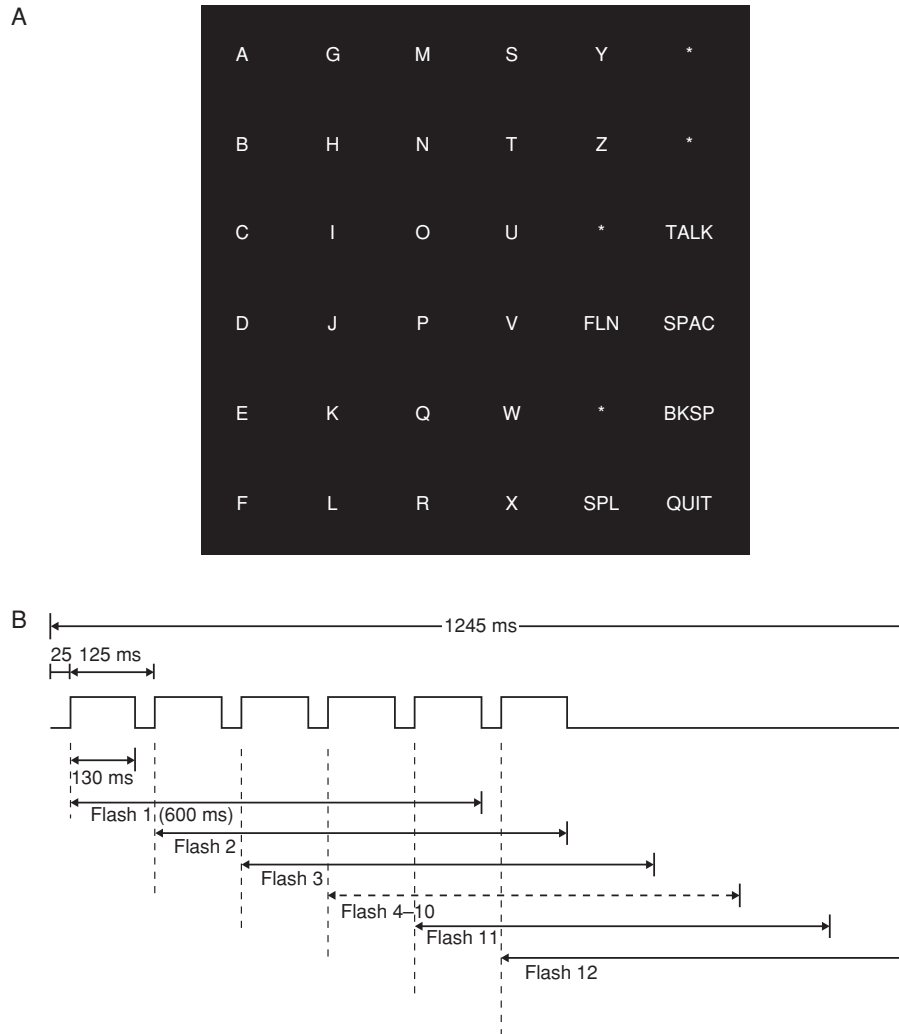 A
A G M S Y *
B H N T Z *
C I O U * TALK
D J P V FLN SPAC
E K Q W * BKSP
F L R X SPL QUIT
B
1245 ms
25 125 ms
130 ms
Flash 1 (600 ms)
Flash 2
Flash 3
Flash 4–10
Flash 11
Flash 12